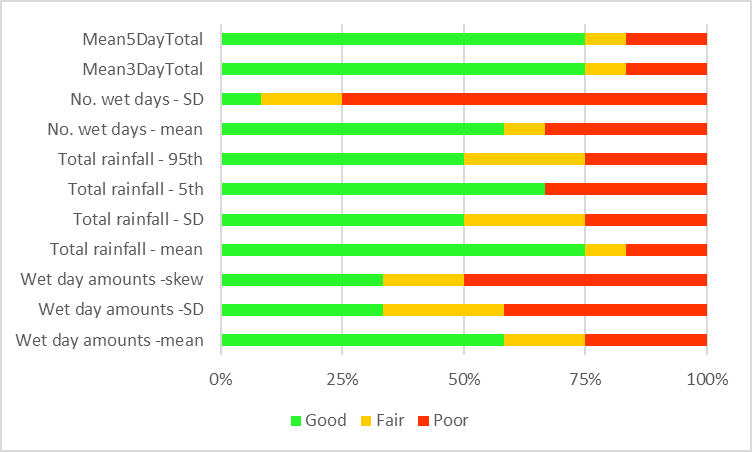 Mean5DayTotal
Mean3DayTotal
No. wet days - SD
No. wet days - mean
Total rainfall - 95th
Total rainfall - 5th
Total rainfall - SD
Total rainfall - mean
Wet day amounts -skew
Wet day amounts -SD
Wet day amounts -mean
0% 25% 50% 75% 100%
Good Fair Poor